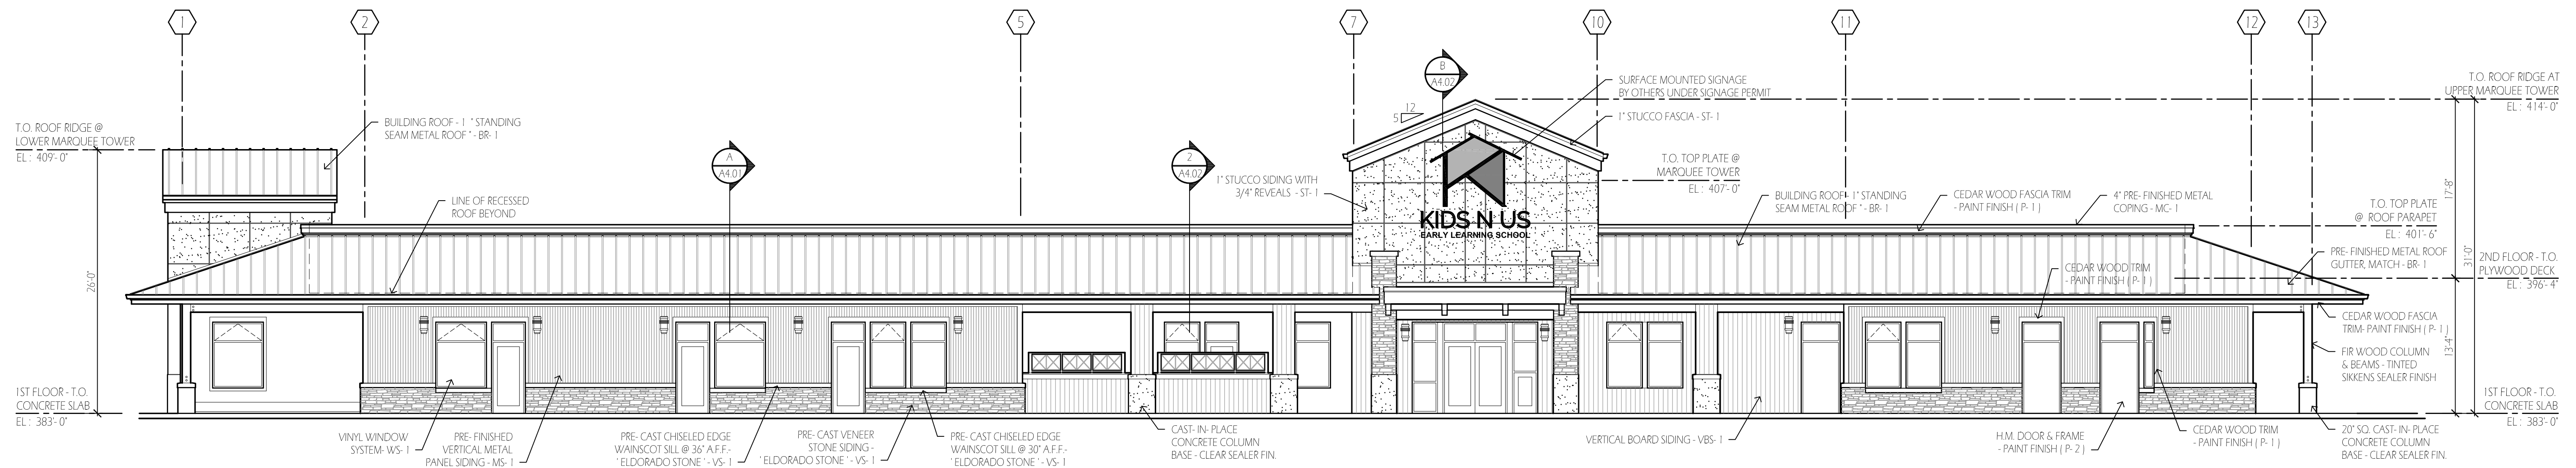 1
2
5
7
10
11
12
13
T.O. ROOF RIDGE @
LOWER MARQUEE TOWER
EL : 409'- 0"
26'-0"
1ST FLOOR - T.O.
CONCRETE SLAB
EL : 383'- 0"
BUILDING ROOF - 1 " STANDING
SEAM METAL ROOF " - BR- 1
LINE OF RECESSED
ROOF BEYOND
A
A4.01
2
A4.02
B
A4.02
12
5
1" STUCCO SIDING WITH
3/4" REVEALS - ST- 1
SURFACE MOUNTED SIGNAGE
BY OTHERS UNDER SIGNAGE PERMIT
1" STUCCO FASCIA - ST- 1
KIDS N US
EARLY LEARNING SCHOOL
T.O. TOP PLATE @
MARQUEE TOWER
EL : 407'- 0"
BUILDING ROOF - 1" STANDING
SEAM METAL ROOF " - BR- 1
CEDAR WOOD FASCIA TRIM
- PAINT FINISH ( P- 1 )
4" PRE- FINISHED METAL
COPING - MC- 1
CEDAR WOOD TRIM
- PAINT FINISH ( P- 1 )
T.O. ROOF RIDGE AT
UPPER MARQUEE TOWER
EL : 414'- 0"
17'-8"
31'-0"
13'-4"
T.O. TOP PLATE
@ ROOF PARAPET
EL : 401'- 6"
PRE- FINISHED METAL ROOF
GUTTER, MATCH - BR- 1
2ND FLOOR - T.O.
PLYWOOD DECK
EL : 396'- 4"
CEDAR WOOD FASCIA
TRIM- PAINT FINISH ( P- 1 )
FIR WOOD COLUMN
& BEAMS - TINTED
SIKKENS SEALER FINISH
1ST FLOOR - T.O.
CONCRETE SLAB
EL : 383'- 0"
VINYL WINDOW
SYSTEM- WS- 1
PRE- FINISHED
VERTICAL METAL
PANEL SIDING - MS- 1
PRE- CAST CHISELED EDGE
WAINSCOT SILL @ 36" A.F.F.-
' ELDORADO STONE ' - VS- 1
PRE- CAST VENEER
STONE SIDING -
' ELDORADO STONE ' - VS- 1
PRE- CAST CHISELED EDGE
WAINSCOT SILL @ 30" A.F.F.-
' ELDORADO STONE ' - VS- 1
CAST- IN- PLACE
CONCRETE COLUMN
BASE - CLEAR SEALER FIN.
VERTICAL BOARD SIDING - VBS- 1
H.M. DOOR & FRAME
- PAINT FINISH ( P- 2 )
CEDAR WOOD TRIM
- PAINT FINISH ( P- 1 )
20" SQ. CAST- IN- PLACE
CONCRETE COLUMN
BASE - CLEAR SEALER FIN.